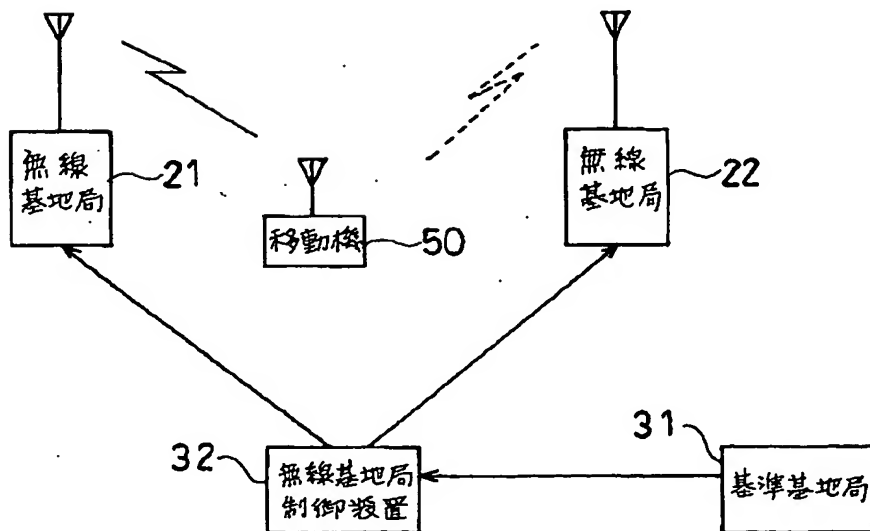 無線
基地局
21
移動機
50
無線
基地局
22
32
無線基地局
制御装置
31
基準基地局